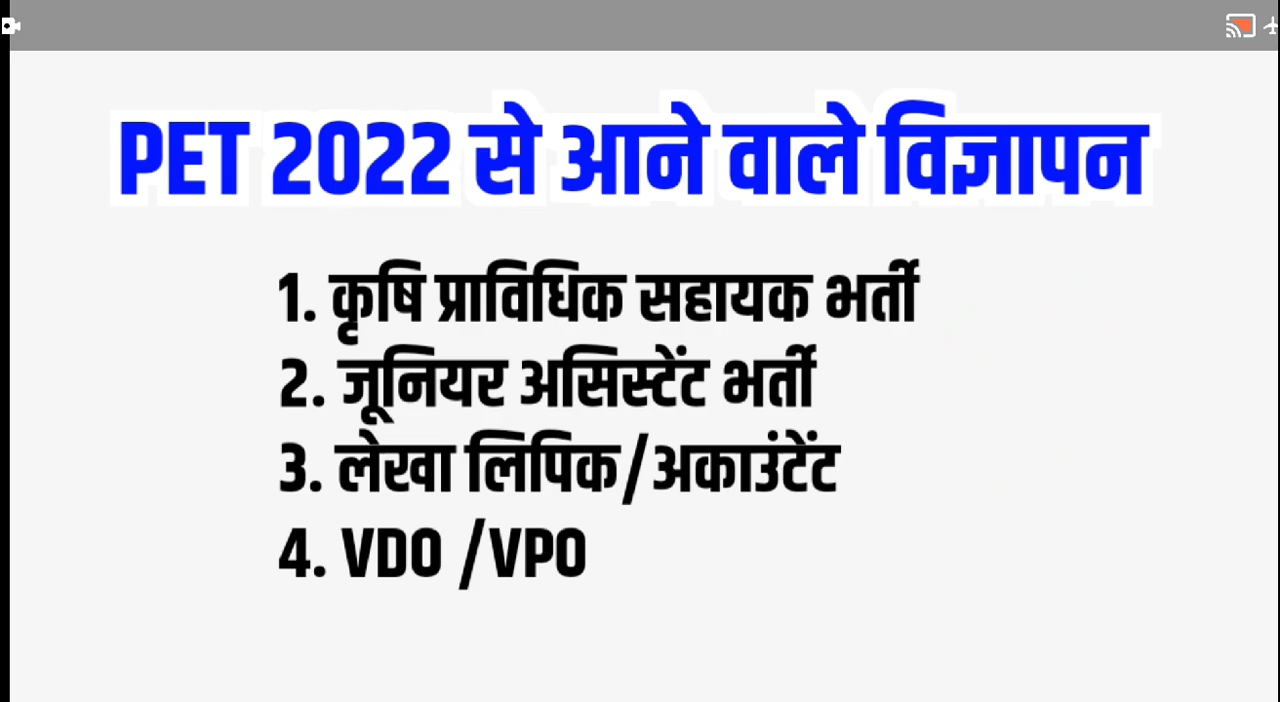 PET 2022 से आने वाले विज्ञापन
1. कृषि प्राविधिक सहायक भर्ती
2. जूनियर असिस्टेंट भर्ती
3. लेखा लिपिक/अकाउंटेंट
4. VDO /VPO